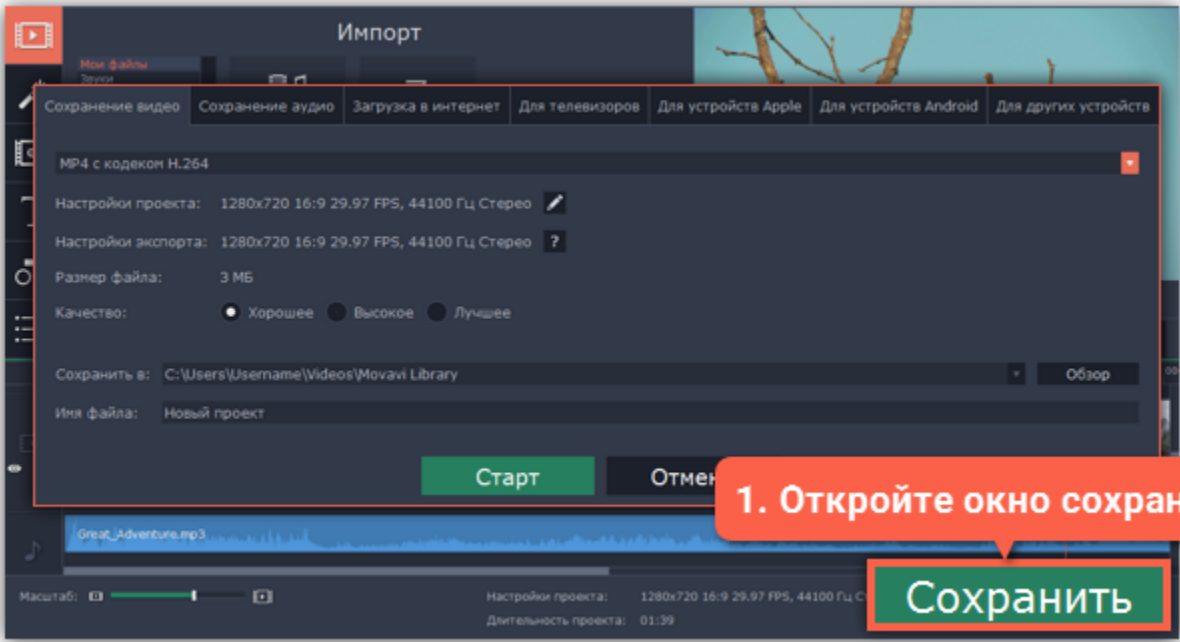 Импорт
Мои файлы
Звуки
Сохранение видео
Сохранение аудио
Загрузка в интернет
Для телевизоров
Для устройств Apple
Для устройств Android
Для других устройств
MP4 с кодеком H.264
Настройки проекта: 1280x720 16:9 29.97 FPS, 44100 Гц Стерео
Настройки экспорта: 1280x720 16:9 29.97 FPS, 44100 Гц Стерео ?
Размер файла: 3 МБ
Качество: Хорошее Высокое Лучшее
Сохранить в: C:\Users\Username\Videos\Movavi Library Обзор
Имя файла: Новый проект
Старт
1. Откройте окно
Great_Adventure.mp3
Сохранить
Масштаб:
Настройки проекта: 1280x720 16:9 29.97 FPS, 44100 Гц
Длительность проекта: 01:39